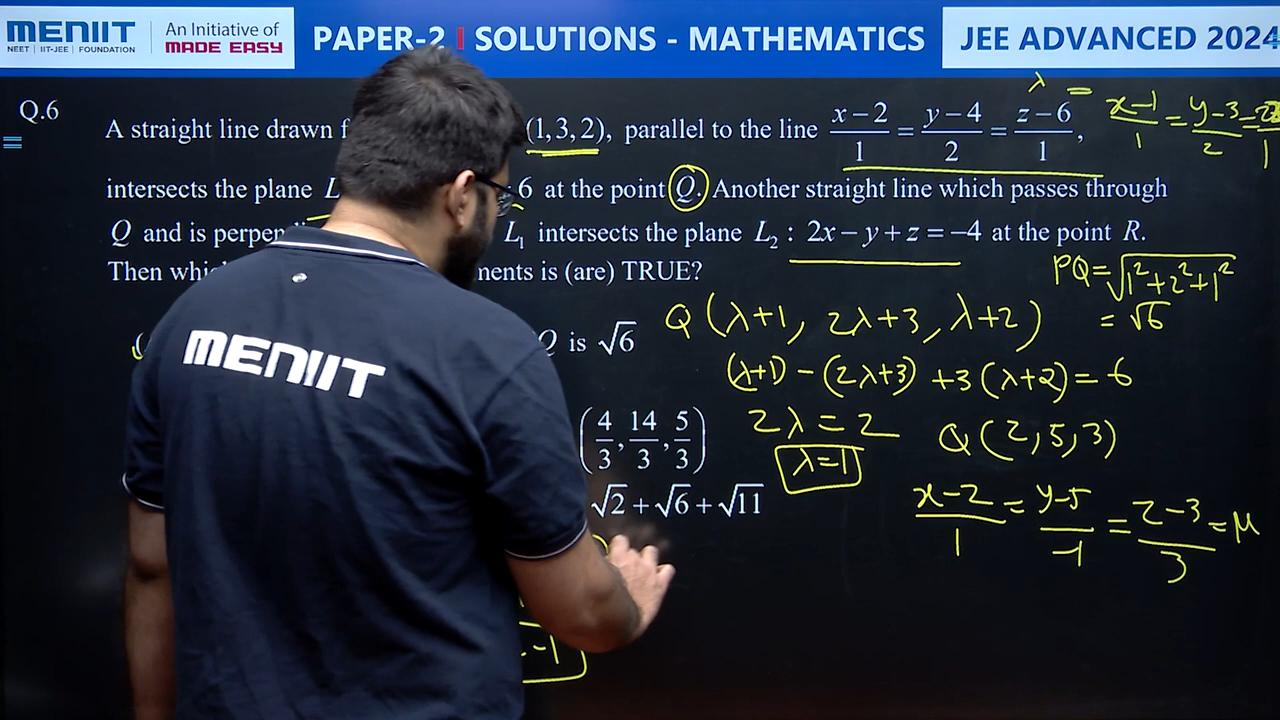 MENIIT
NEET | IIT-JEE | FOUNDATION
An Initiative of
MADE EASY
PAPER-2 I SOLUTIONS - MATHEMATICS
JEE ADVANCED 2024
Q.6
A straight line drawn (1, 3, 2), parallel to the line (x−2)/1 = (y−4)/2 = (z−6)/1,
λ =
(x−1)/1 = (y−3)/2 =
intersects the plane 6 at the point Q. Another straight line which passes through
Q and is L₁ intersects the plane L₂ : 2x − y + z = −4 at the point R.
Then is (are) TRUE?
PQ = √(1² + 2² + 1²)
= √6
Q is √6
Q (λ+1, 2λ+3, λ+2)
(λ+1) − (2λ+3) + 3(λ+2) = 6
(4/3, 14/3, 5/3)
2λ = 2
λ=1
Q (2, 5, 3)
√2 + √6 + √11
(x−2)/1 = (y−5)/−1 = (z−3)/3 = μ
−1
MENIIT